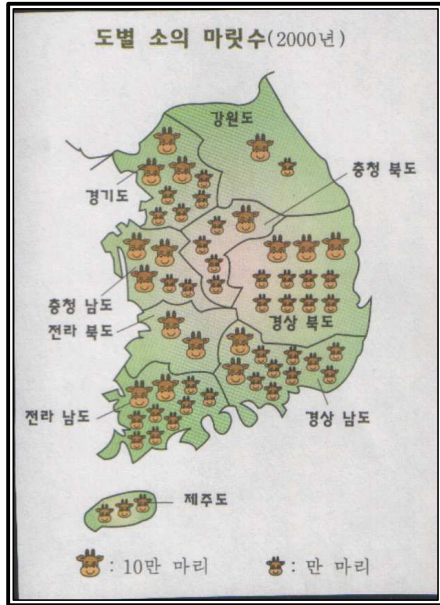 도별 소의 마릿수(2000년)
강원도
충청 북도
경기도
충청 남도
전라 북도
경상 북도
전라 남도
경상 남도
제주도
: 10만 마리 : 만 마리